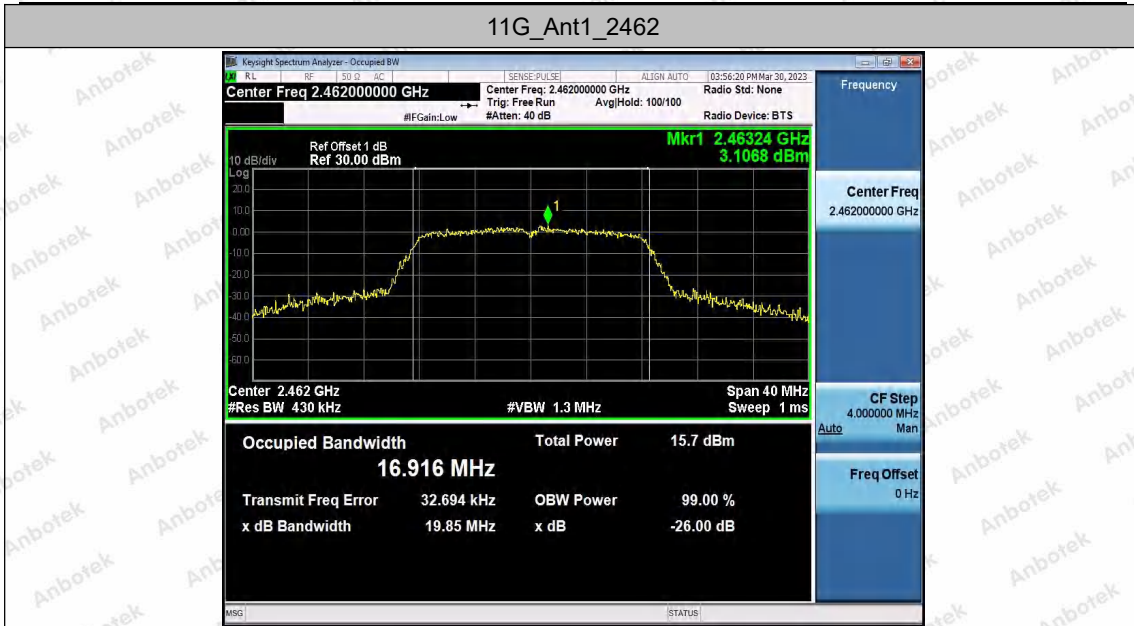 11G_Ant1_2462
Keysight Spectrum Analyzer - Occupied BW
LXI RL RF 50 Ω AC SENSE:PULSE ALIGN AUTO 03:56:20 PM Mar 30, 2023
Center Freq 2.462000000 GHz
Center Freq: 2.462000000 GHz Radio Std: None
Trig: Free Run Avg|Hold: 100/100
#IFGain:Low #Atten: 40 dB Radio Device: BTS
Frequency
Mkr1 2.46324 GHz
3.1068 dBm
Ref Offset 1 dB
10 dB/div Ref 30.00 dBm
Log
20.0
10.0
0.00
-10.0
-20.0
-30.0
-40.0
-50.0
-60.0
1
Center Freq
2.462000000 GHz
Center 2.462 GHz Span 40 MHz
#Res BW 430 kHz #VBW 1.3 MHz Sweep 1 ms
CF Step
4.000000 MHz
Auto Man
Occupied Bandwidth Total Power 15.7 dBm
16.916 MHz
Transmit Freq Error 32.694 kHz OBW Power 99.00 %
x dB Bandwidth 19.85 MHz x dB -26.00 dB
Freq Offset
0 Hz
MSG STATUS
Anbotek